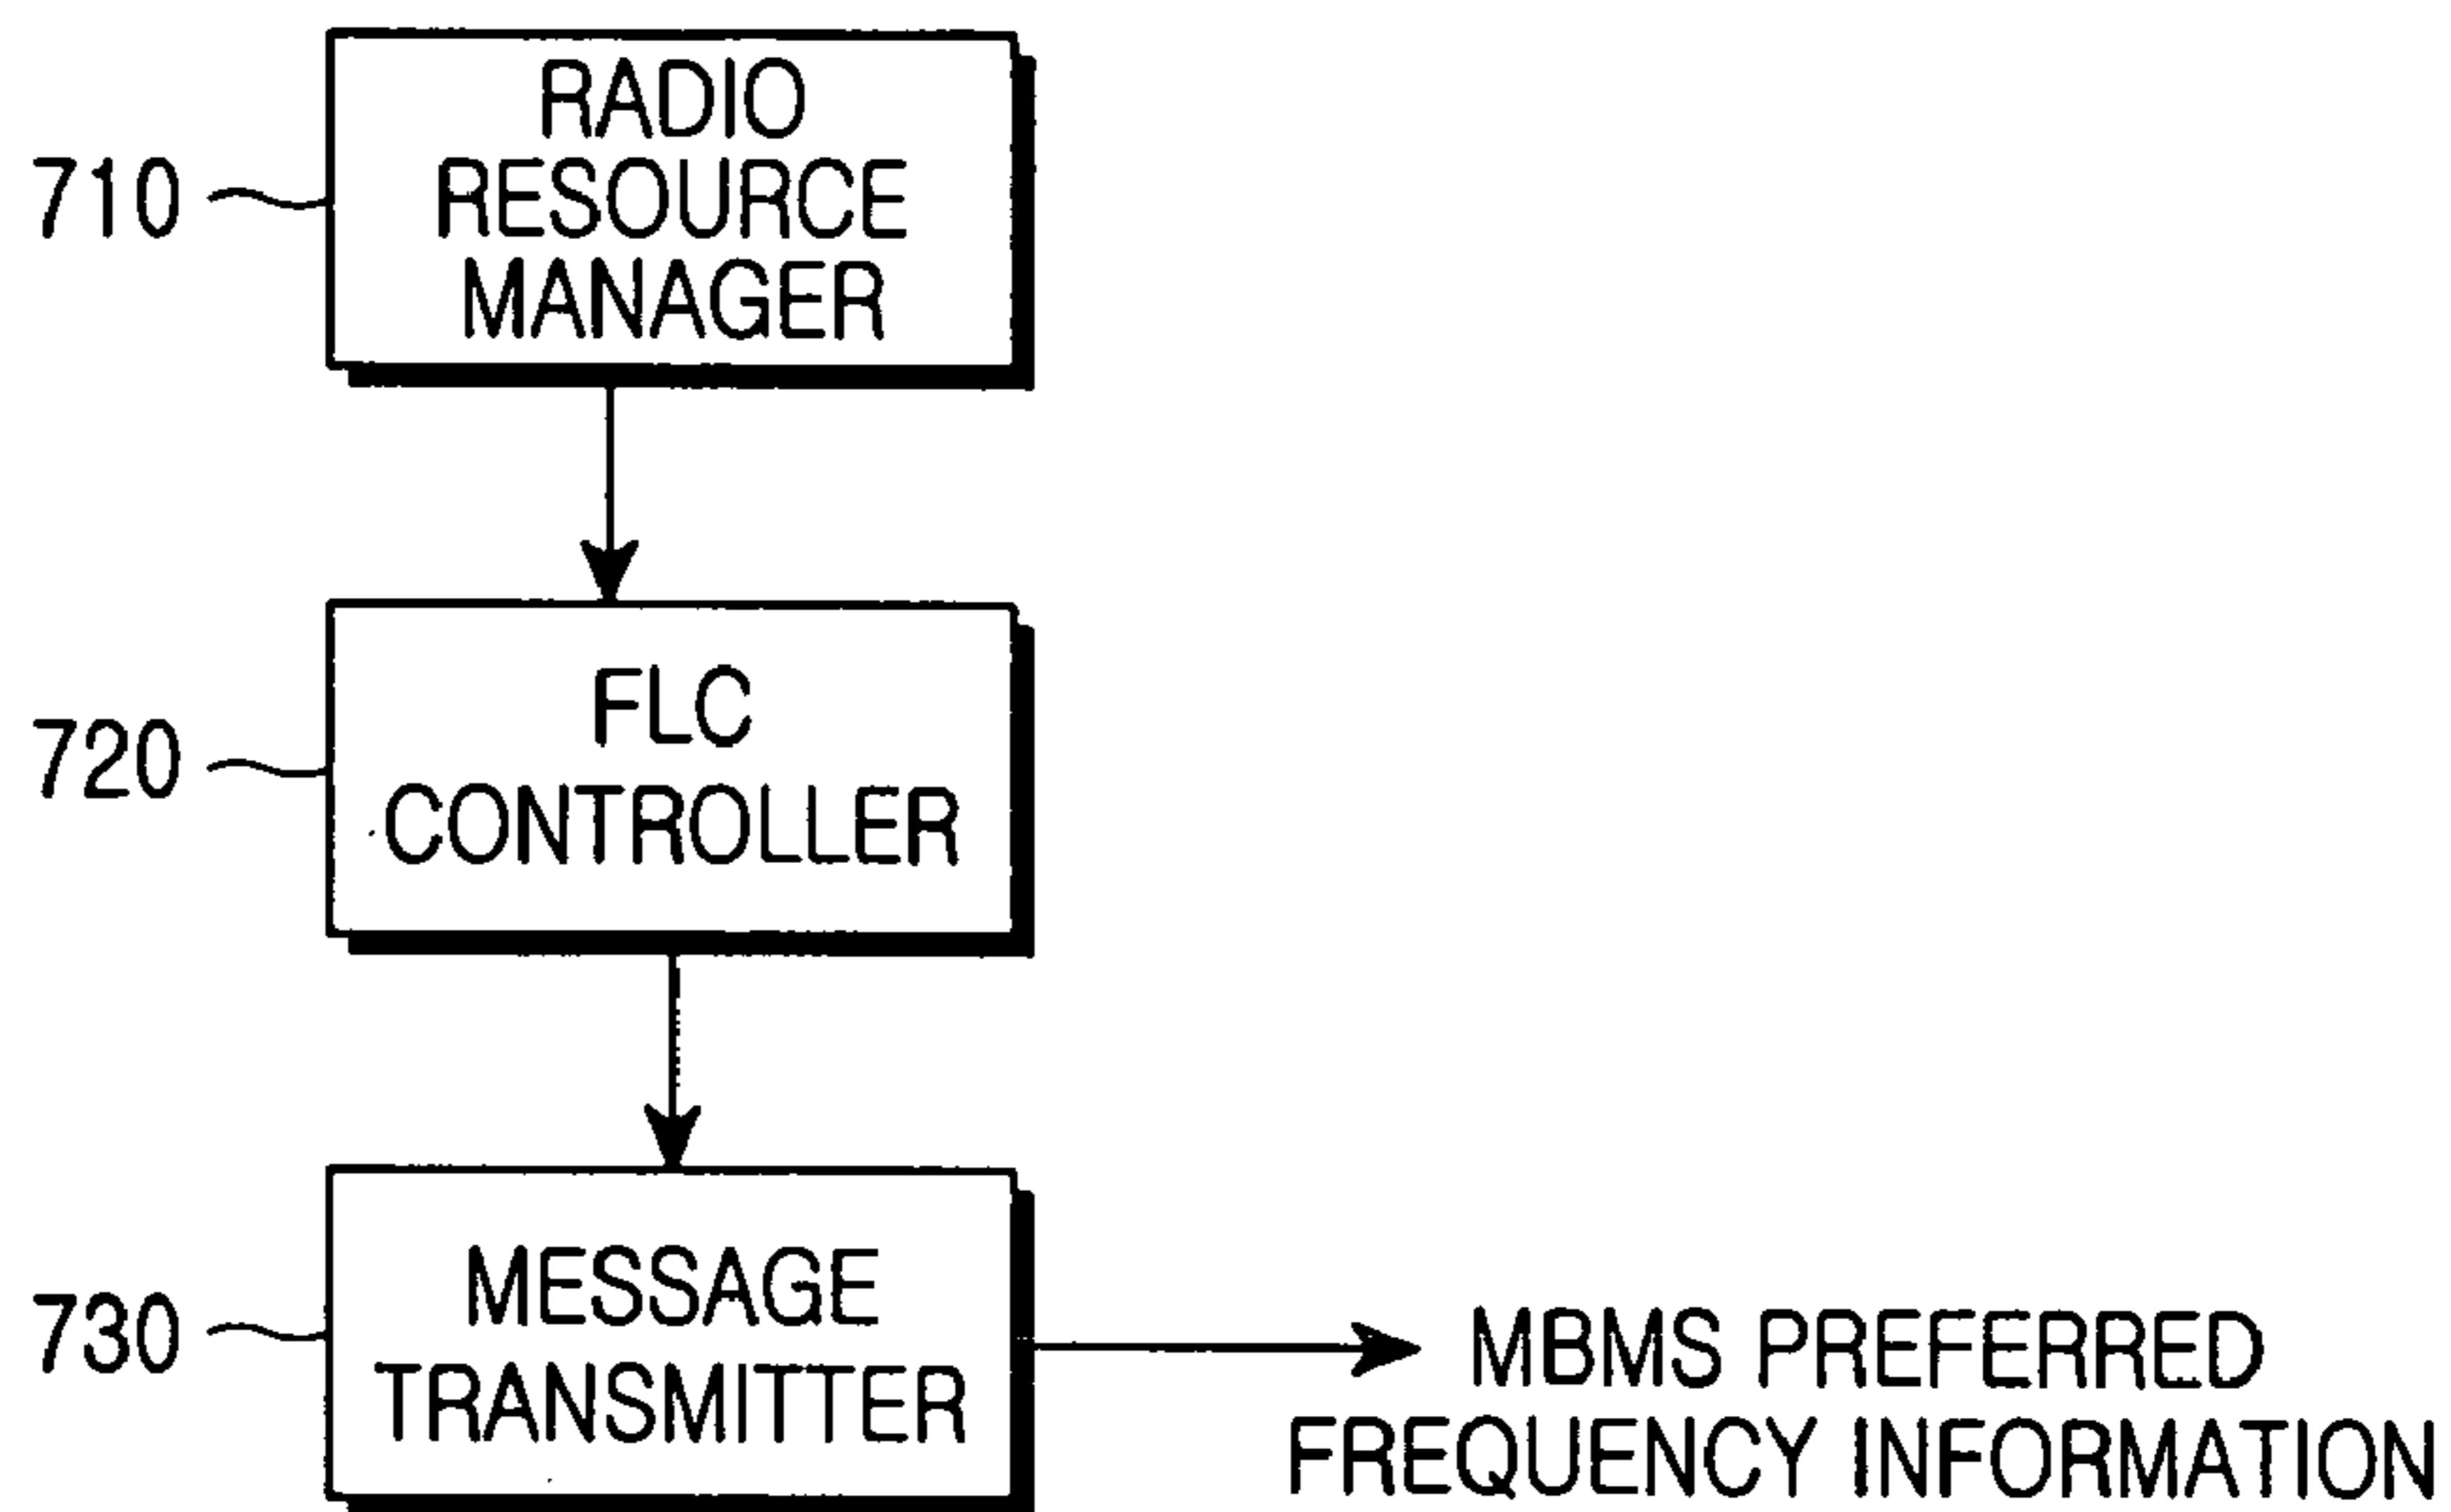 RADIO
RESOURCE
MANAGER
710
FLC
CONTROLLER
720
MESSAGE
TRANSMITTER
730
MBMS PREFERRED
FREQUENCY INFORMATION